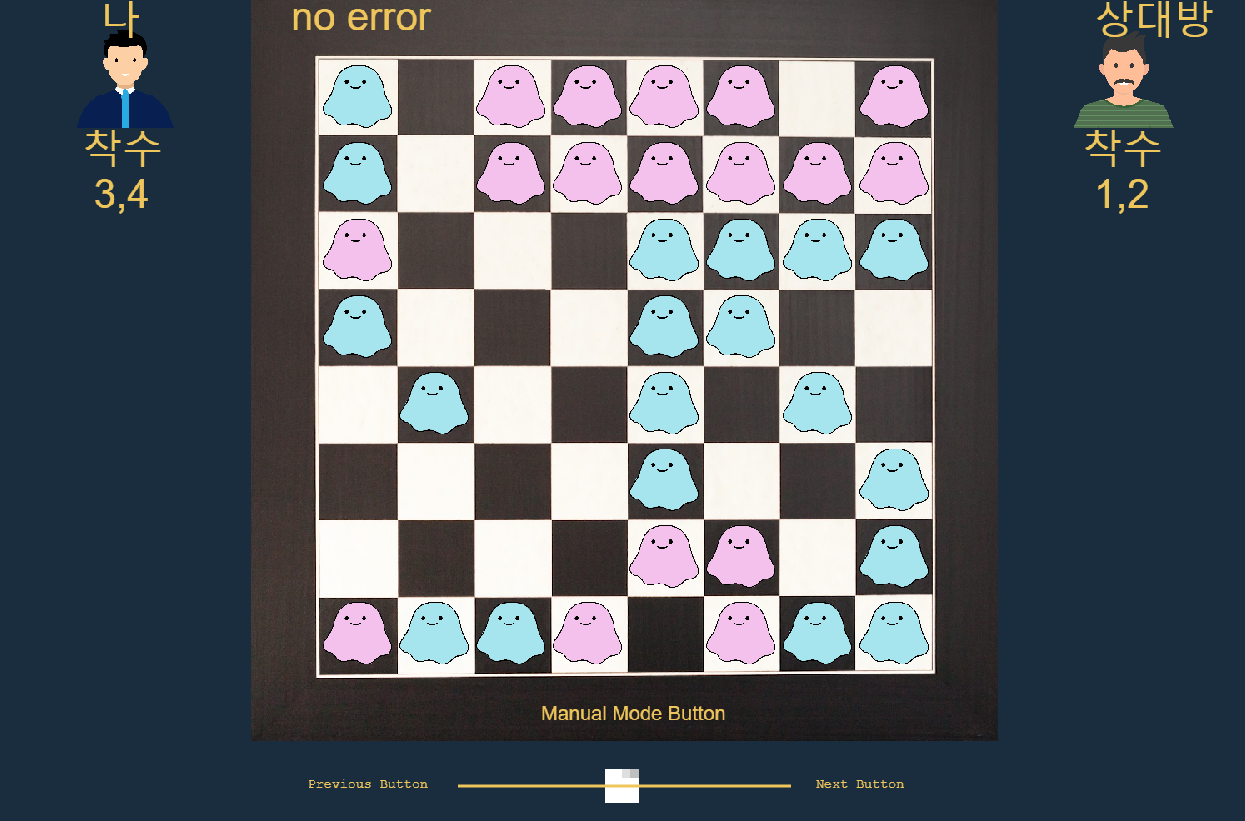 나
no error
상대방
착수
3,4
착수
1,2
Manual Mode Button
Previous Button
Next Button